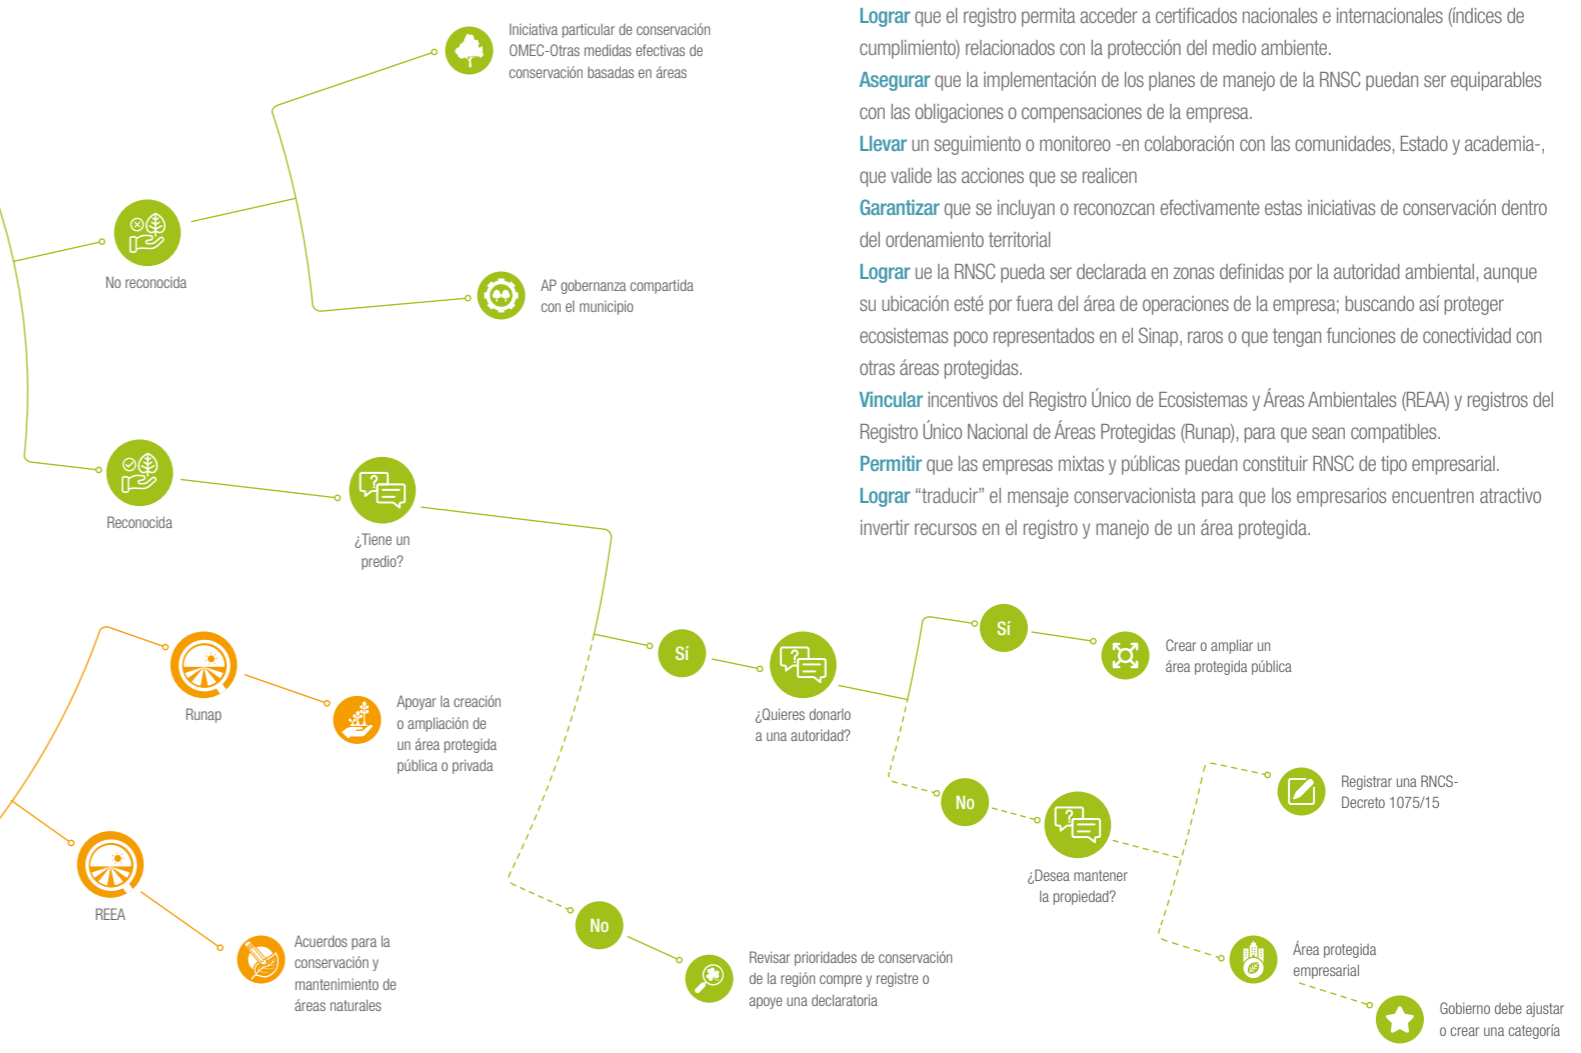 Iniciativa particular de conservación
OMEC-Otras medidas efectivas de
conservación basadas en áreas
No reconocida
AP gobernanza compartida
con el municipio
Reconocida
¿Tiene un
predio?
Lograr que el registro permita acceder a certificados nacionales e internacionales (índices de
cumplimiento) relacionados con la protección del medio ambiente.
Asegurar que la implementación de los planes de manejo de la RNSC puedan ser equiparables
con las obligaciones o compensaciones de la empresa.
Llevar un seguimiento o monitoreo -en colaboración con las comunidades, Estado y academia-,
que valide las acciones que se realicen
Garantizar que se incluyan o reconozcan efectivamente estas iniciativas de conservación dentro
del ordenamiento territorial
Lograr ue la RNSC pueda ser declarada en zonas definidas por la autoridad ambiental, aunque
su ubicación esté por fuera del área de operaciones de la empresa; buscando así proteger
ecosistemas poco representados en el Sinap, raros o que tengan funciones de conectividad con
otras áreas protegidas.
Vincular incentivos del Registro Único de Ecosistemas y Áreas Ambientales (REAA) y registros del
Registro Único Nacional de Áreas Protegidas (Runap), para que sean compatibles.
Permitir que las empresas mixtas y públicas puedan constituir RNSC de tipo empresarial.
Lograr “traducir” el mensaje conservacionista para que los empresarios encuentren atractivo
invertir recursos en el registro y manejo de un área protegida.
Sí
¿Quieres donarlo
a una autoridad?
Sí
Crear o ampliar un
área protegida pública
No
¿Desea mantener
la propiedad?
Registrar una RNCS-
Decreto 1075/15
Área protegida
empresarial
Gobierno debe ajustar
o crear una categoría
No
Revisar prioridades de conservación
de la región compre y registre o
apoye una declaratoria
Runap
Apoyar la creación
o ampliación de
un área protegida
pública o privada
REEA
Acuerdos para la
conservación y
mantenimiento de
áreas naturales